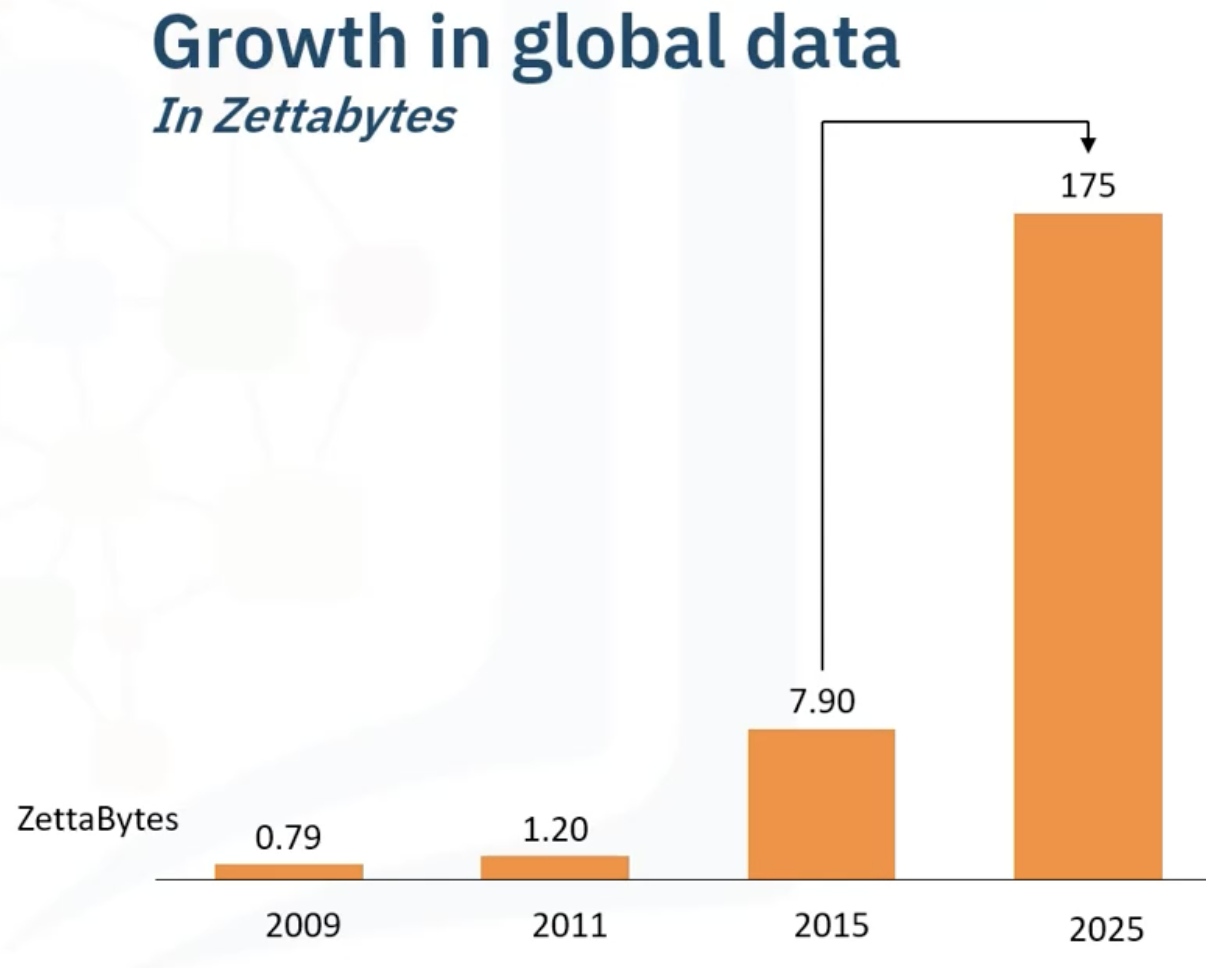 Growth in global data
In Zettabytes
175
7.90
ZettaBytes
0.79
1.20
2009
2011
2015
2025